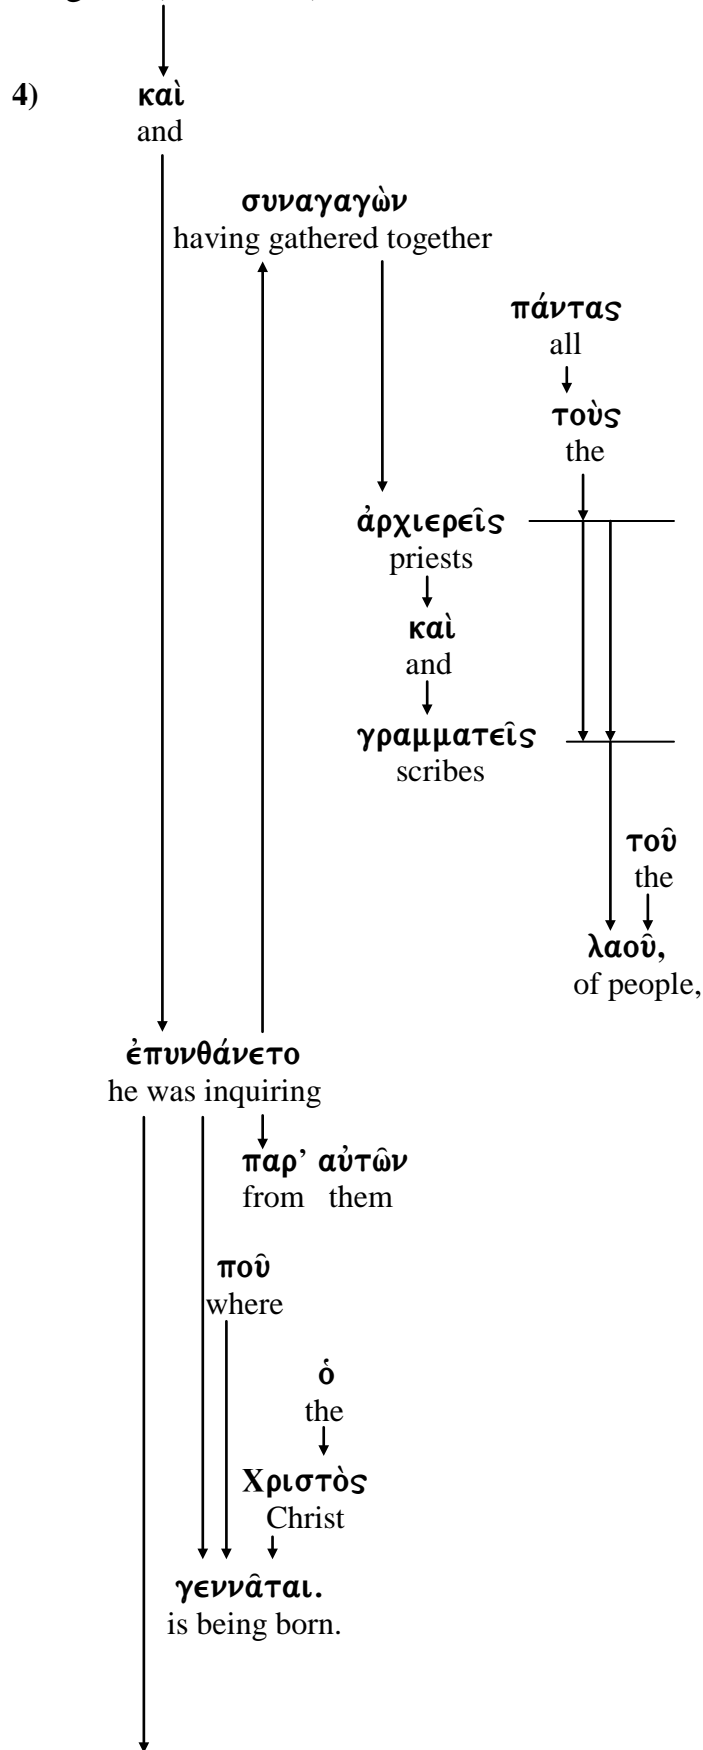 4) καὶ
and
συναγαγὼν
having gathered together
πάντας
all
τοὺς
the
ἀρχιερεῖς
priests
καὶ
and
γραμματεῖς
scribes
τοῦ
the
λαοῦ,
of people,
ἐπυνθάνετο
he was inquiring
παρ’ αὐτῶν
from them
ποῦ
where
ὁ
the
Χριστὸς
Christ
γεννᾶται.
is being born.